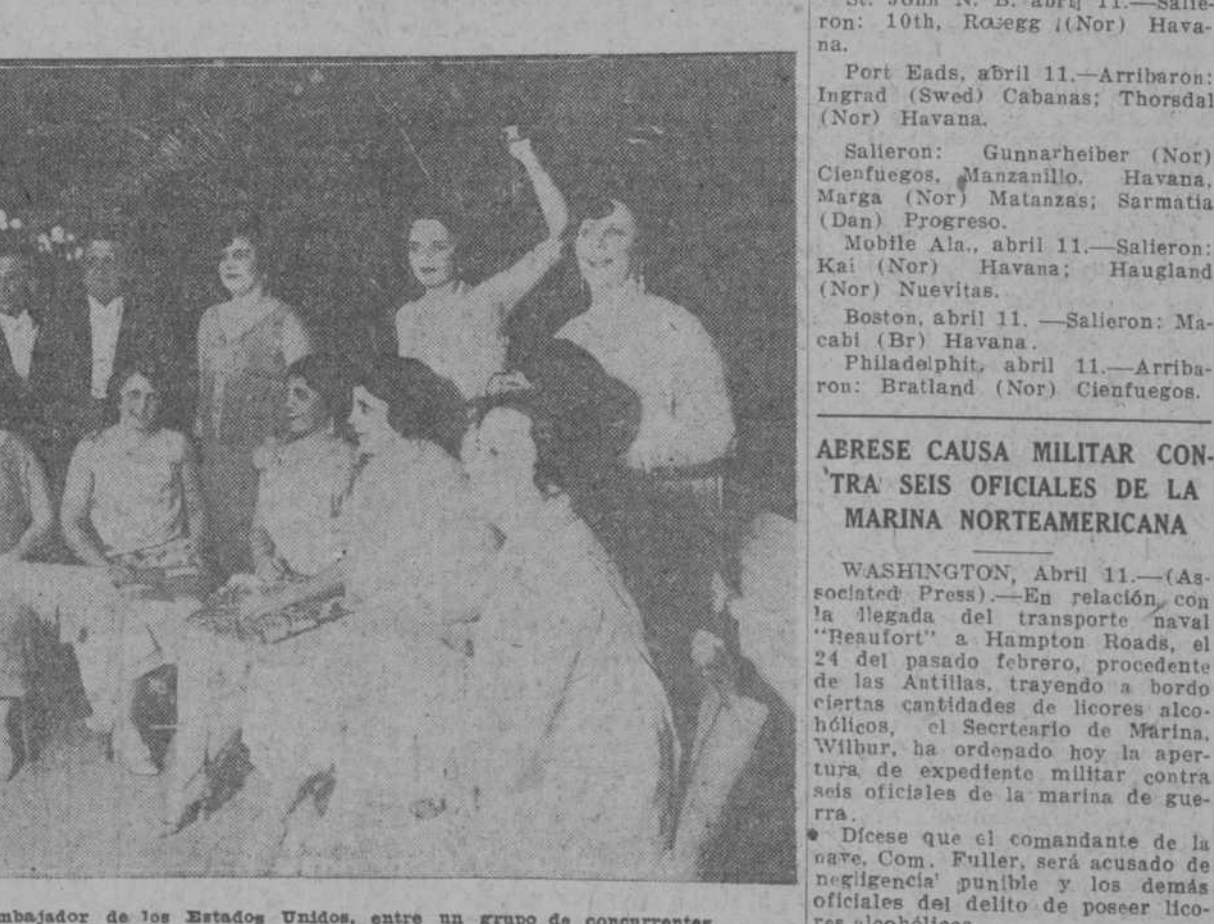 St. John N. B. abril 11.—Salie-
ron: 10th, Rosegg (Nor) Hava-
na.
Port Eads, abril 11.—Arribaron:
Ingrad (Swed) Cabanas; Thorsdal
(Nor) Havana.
Salieron: Gunnarheiber (Nor)
Cienfuegos, Manzanillo, Havana,
Marga (Nor) Matanzas; Sarmatia
(Dan) Progreso.
Mobile Ala., abril 11.—Salieron:
Kai (Nor) Havana; Haugland
(Nor) Nuevitas.
Boston, abril 11. —Salieron: Ma-
cabi (Br) Havana.
Philadelphit, abril 11.—Arriba-
ron: Bratland (Nor) Cienfuegos.
ABRESE CAUSA MILITAR CON-
TRA SEIS OFICIALES DE LA
MARINA NORTEAMERICANA
WASHINGTON, Abril 11.—(As-
sociated Press).—En relación con
la llegada del transporte naval
"Beaufort" a Hampton Roads, el
24 del pasado febrero, procedente
de las Antillas, trayendo a bordo
ciertas cantidades de licores alco-
hólicos, el Secrteario de Marina,
Wilbur, ha ordenado hoy la aper-
tura de expediente militar contra
seis oficiales de la marina de gue-
rra.
Dícese que el comandante de la
nave, Com. Fuller, será acusado de
negligencia' punible y los demás
oficiales del delito de poseer lico-
res alcohólicos
mbajador de los Estados Unidos, entre un grupo de concurrentes